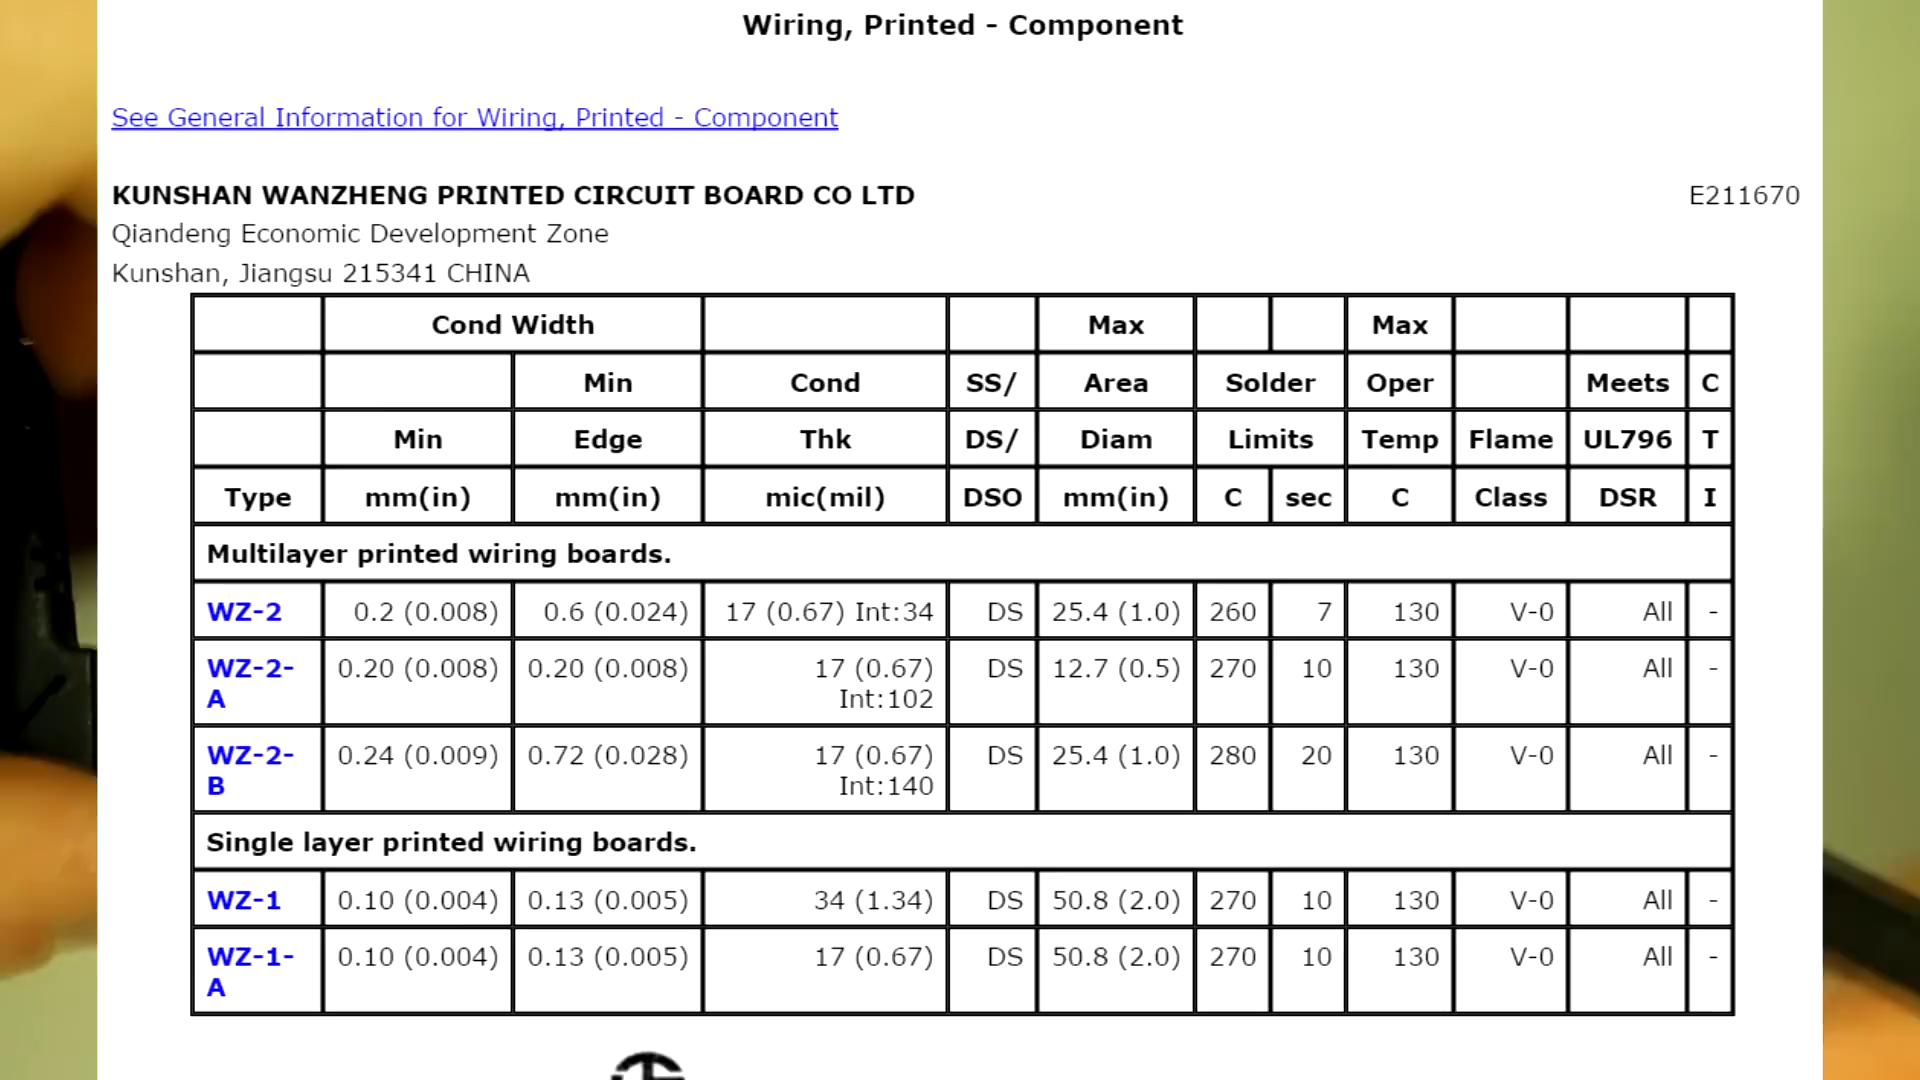 Wiring, Printed - Component
See General Information for Wiring, Printed - Component
KUNSHAN WANZHENG PRINTED CIRCUIT BOARD CO LTD E211670
Qiandeng Economic Development Zone
Kunshan, Jiangsu 215341 CHINA
Cond Width Max Max
Min Cond SS/ Area Solder Oper Meets C
Min Edge Thk DS/ Diam Limits Temp Flame UL796 T
Type mm(in) mm(in) mic(mil) DSO mm(in) C sec C Class DSR I
Multilayer printed wiring boards.
WZ-2 0.2 (0.008) 0.6 (0.024) 17 (0.67) Int:34 DS 25.4 (1.0) 260 7 130 V-0 All -
WZ-2- 0.20 (0.008) 0.20 (0.008) 17 (0.67) DS 12.7 (0.5) 270 10 130 V-0 All -
A Int:102
WZ-2- 0.24 (0.009) 0.72 (0.028) 17 (0.67) DS 25.4 (1.0) 280 20 130 V-0 All -
B Int:140
Single layer printed wiring boards.
WZ-1 0.10 (0.004) 0.13 (0.005) 34 (1.34) DS 50.8 (2.0) 270 10 130 V-0 All -
WZ-1- 0.10 (0.004) 0.13 (0.005) 17 (0.67) DS 50.8 (2.0) 270 10 130 V-0 All -
A